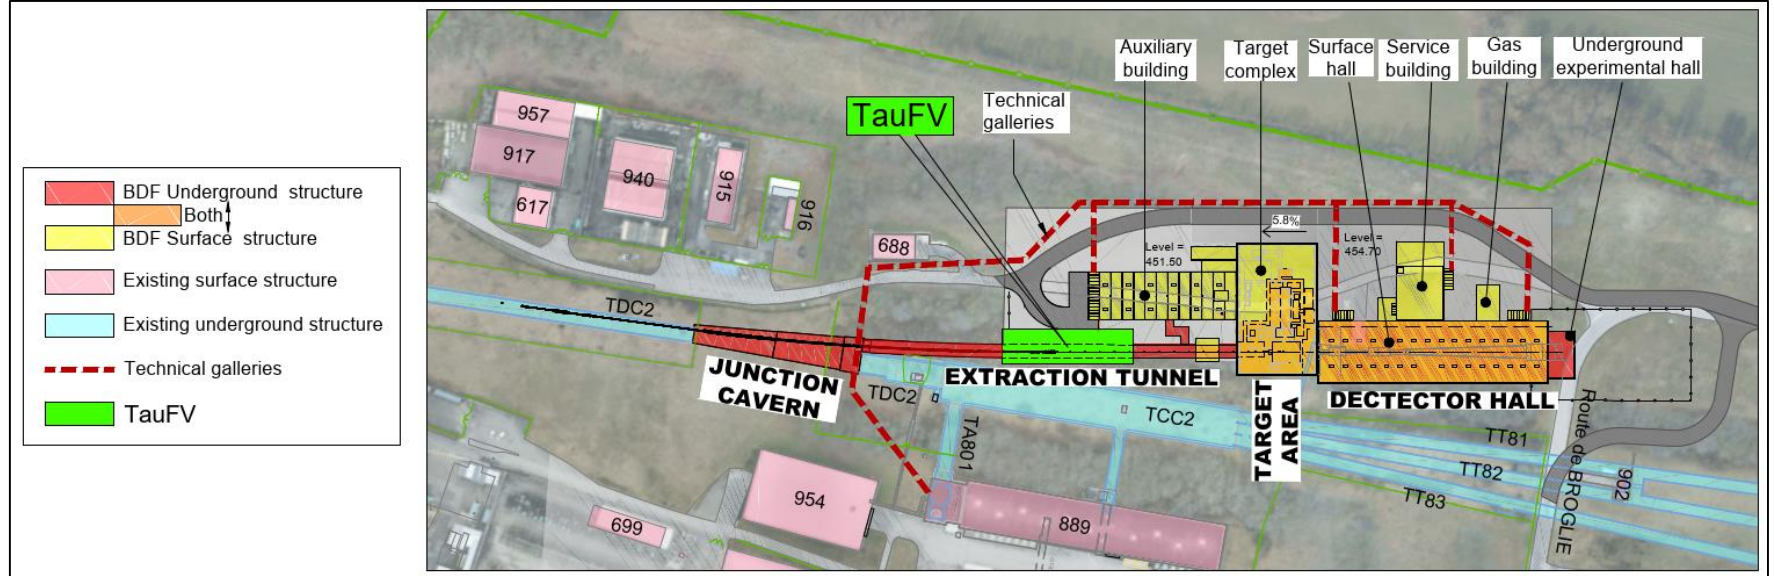 BDF Underground structure
Both
BDF Surface structure
Existing surface structure
Existing underground structure
Technical galleries
TauFV
Auxiliary
building
Target
complex
Surface
hall
Service
building
Gas
building
Underground
experimental hall
TauFV
Technical
galleries
957
917
940
915
617
916
688
5.8%
Level =
451.50
Level =
454.70
TDC2
JUNCTION
CAVERN
EXTRACTION TUNNEL
TARGET
AREA
DECTECTOR HALL
TDC2
TCC2
TA801
TT81
TT82
TT83
902
Route de BROGLIE
954
699
889